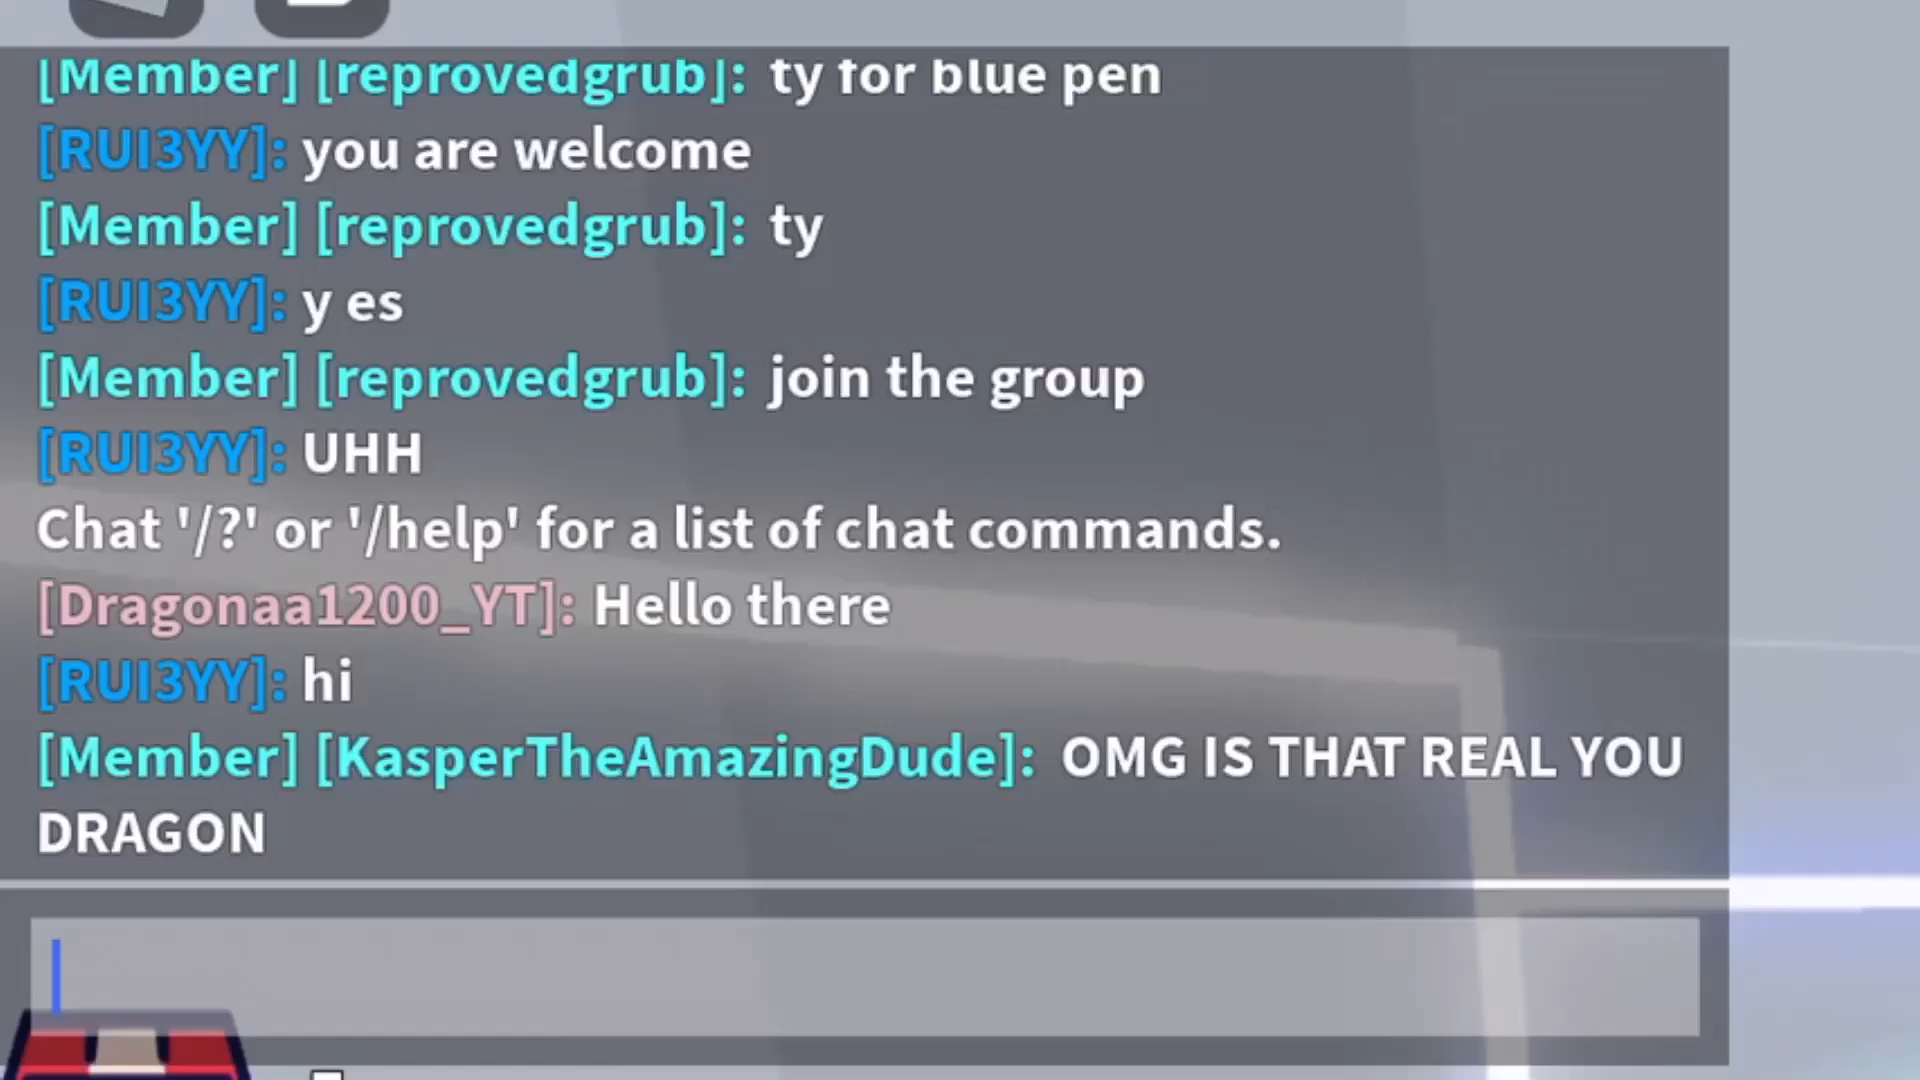 [Member] [reprovedgrub]: ty for blue pen
[RUI3YY]: you are welcome
[Member] [reprovedgrub]: ty
[RUI3YY]: y es
[Member] [reprovedgrub]: join the group
[RUI3YY]: UHH
Chat '/?' or '/help' for a list of chat commands.
[Dragonaa1200_YT]: Hello there
[RUI3YY]: hi
[Member] [KasperTheAmazingDude]: OMG IS THAT REAL YOU
DRAGON